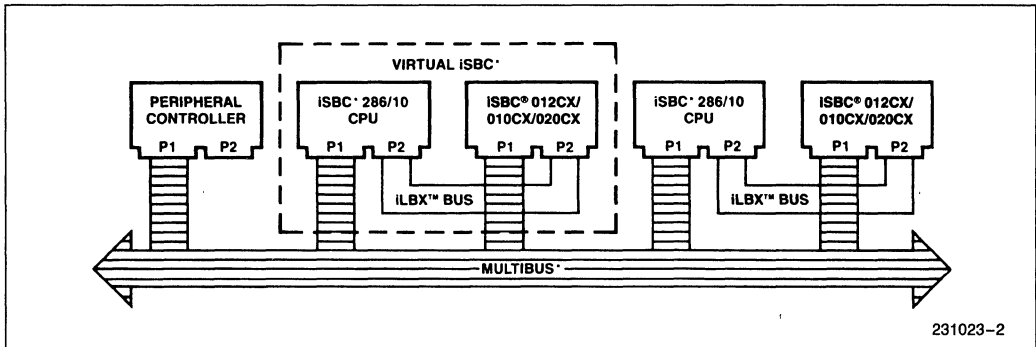 VIRTUAL iSBC*
PERIPHERAL
CONTROLLER
P1 P2
iSBC* 286/10
CPU
P1 P2
iSBC® 012CX/
010CX/020CX
P1 P2
iSBC* 286/10
CPU
P1 P2
iSBC® 012CX/
010CX/020CX
P1 P2
iLBX™ BUS
iLBX™ BUS
MULTIBUS*
231023–2